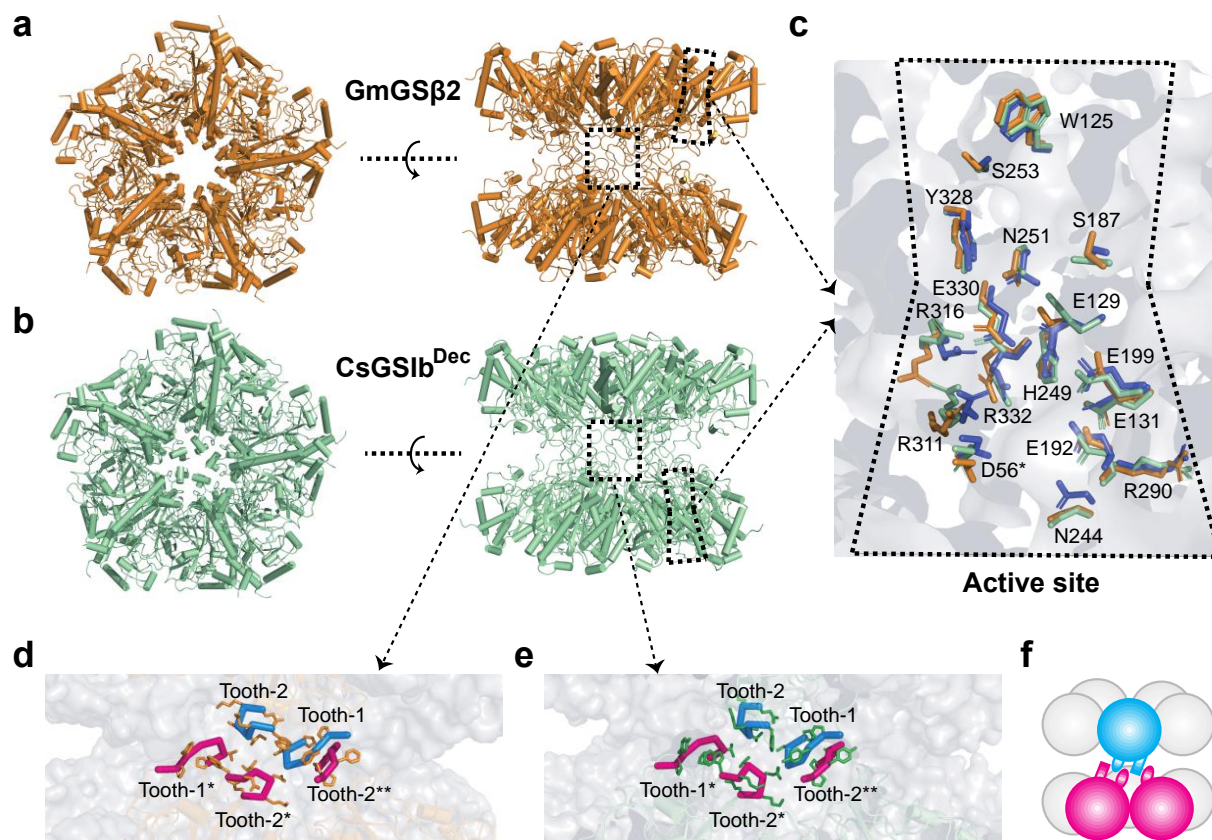 a
GmGSβ2
b
CsGSIb^Dec
c
W125
S253
Y328
S187
N251
E330
E129
R316
E199
H249
R332
E131
R311
E192
D56*
R290
N244
Active site
d
Tooth-2
Tooth-1
Tooth-1*
Tooth-2**
Tooth-2*
e
Tooth-2
Tooth-1
Tooth-1*
Tooth-2**
Tooth-2*
f